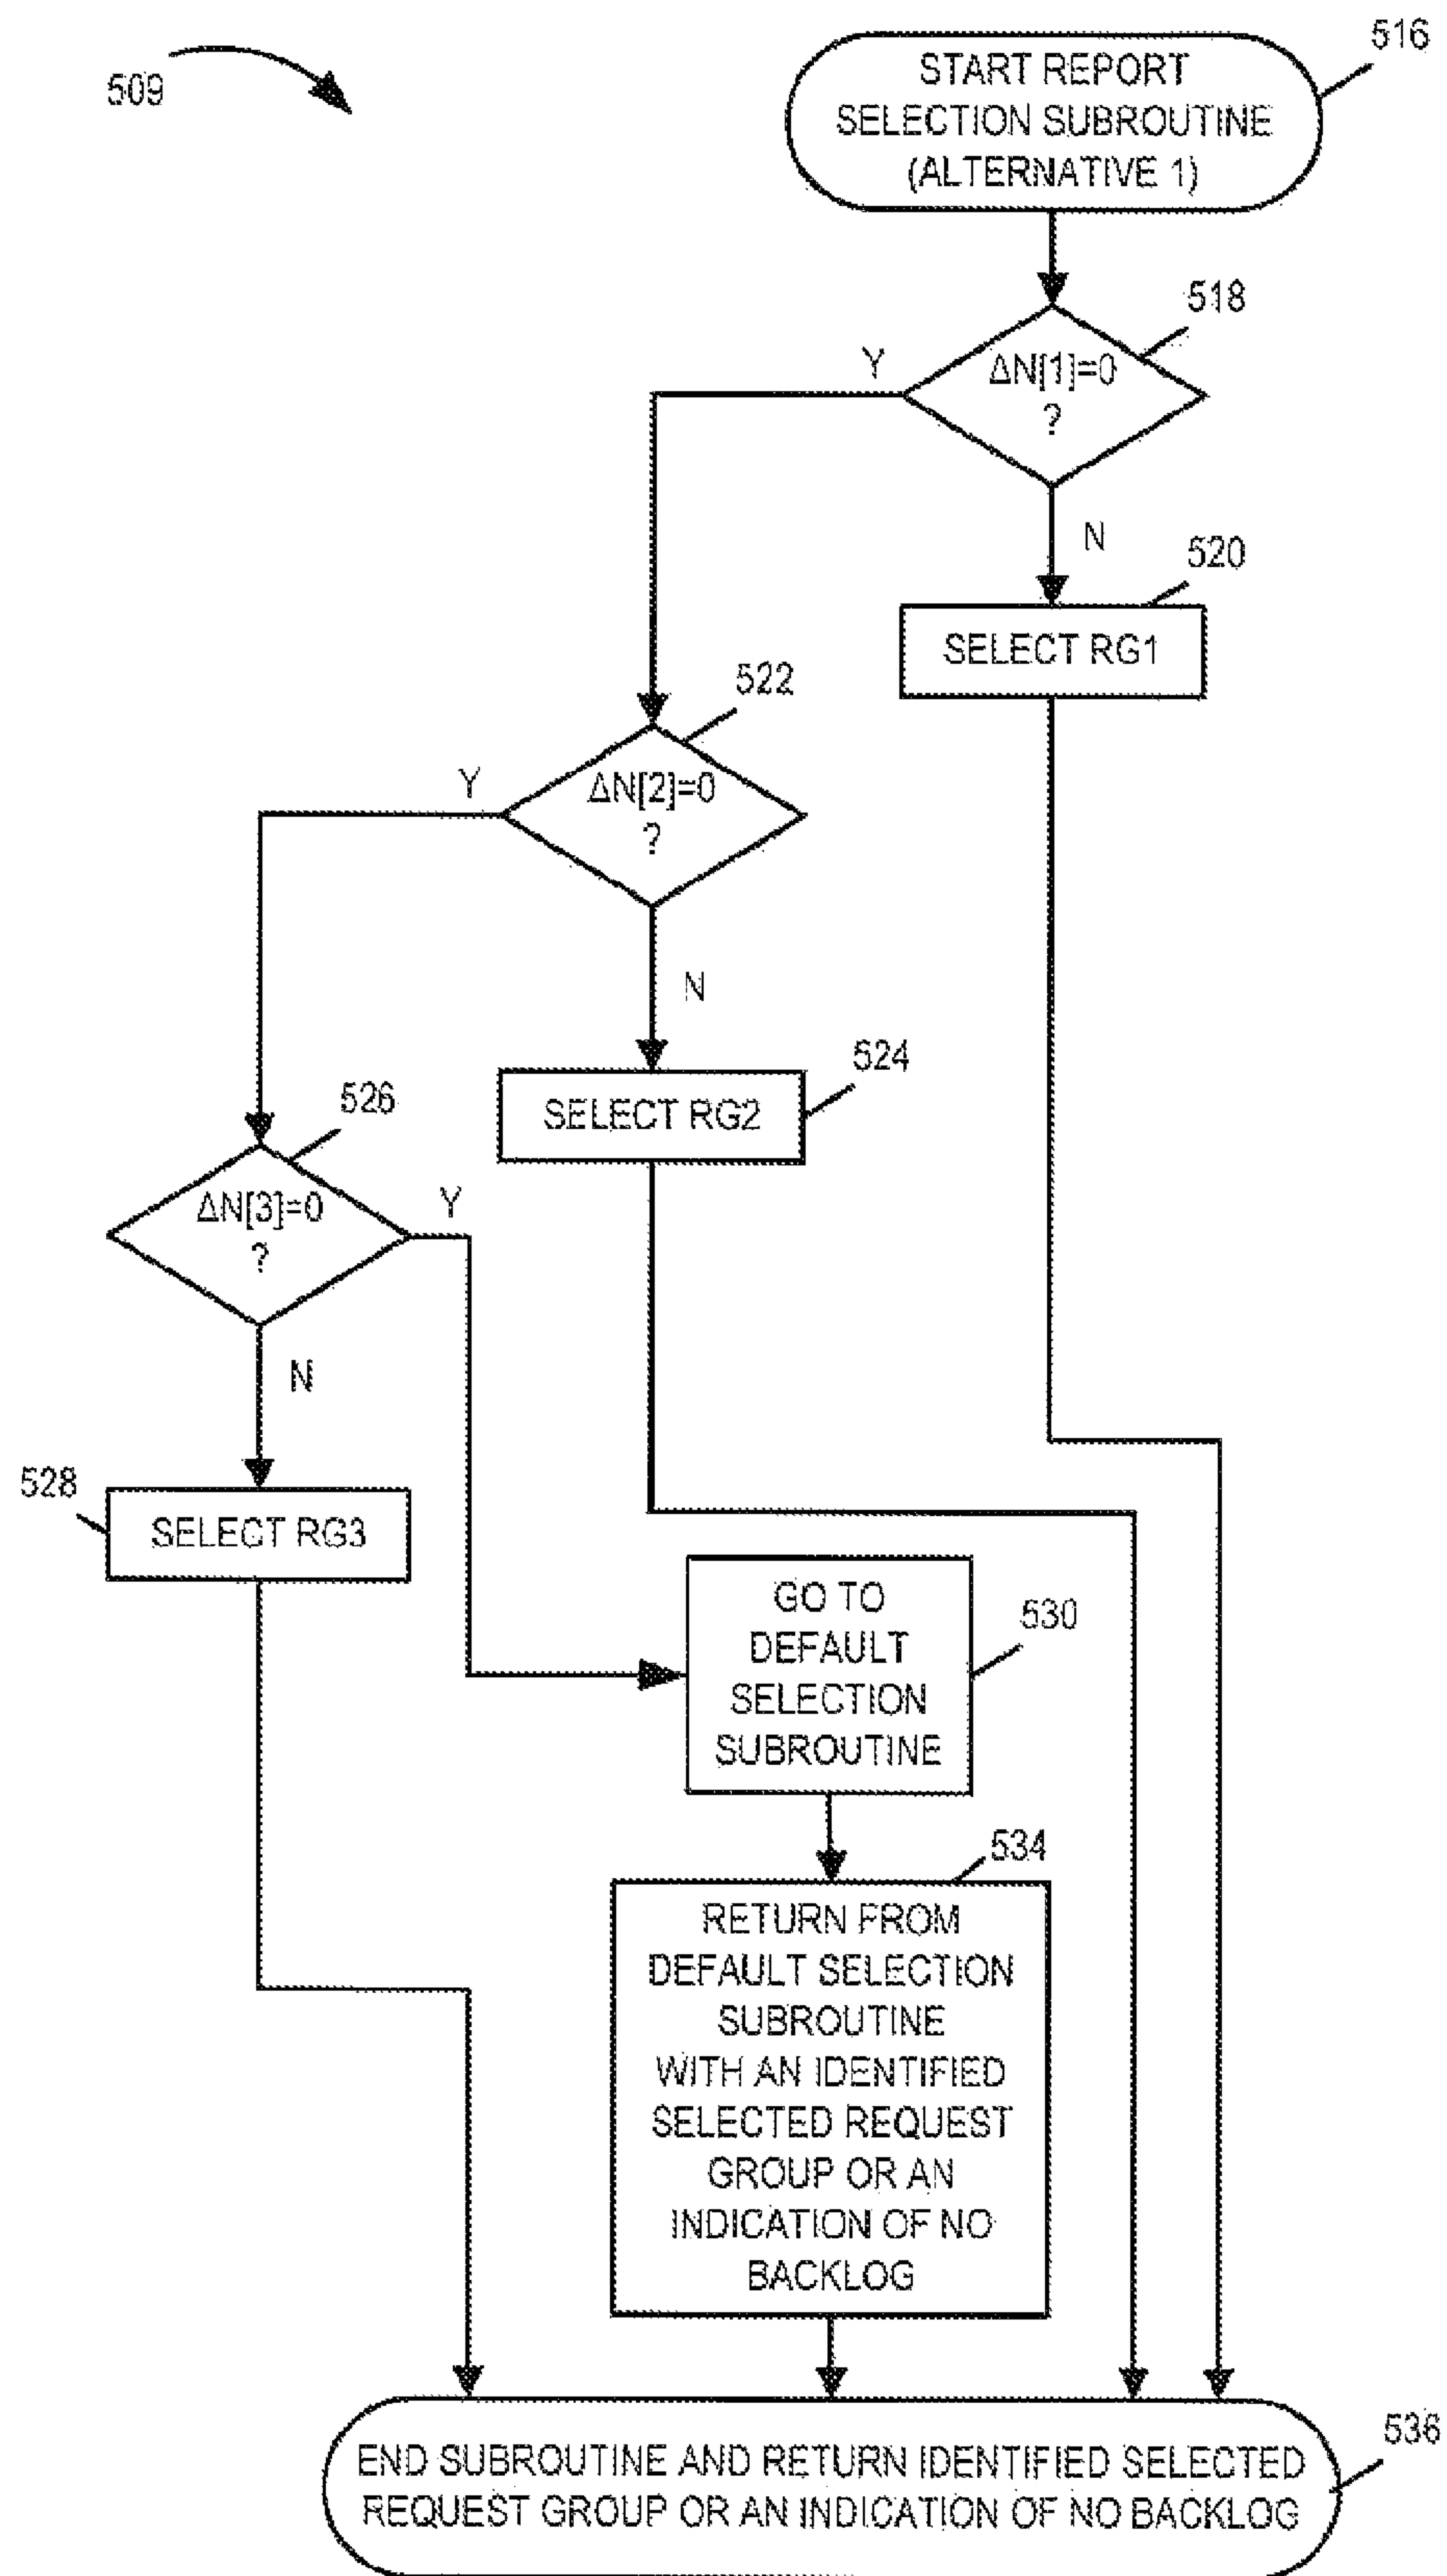 509
516
START REPORT
SELECTION SUBROUTINE
(ALTERNATIVE 1)
518
ΔN[1]=0
?
Y
N
520
SELECT RG1
522
ΔN[2]=0
?
Y
N
524
SELECT RG2
526
ΔN[3]=0
?
Y
N
528
SELECT RG3
GO TO
DEFAULT
SELECTION
SUBROUTINE
530
534
RETURN FROM
DEFAULT SELECTION
SUBROUTINE
WITH AN IDENTIFIED
SELECTED REQUEST
GROUP OR AN
INDICATION OF NO
BACKLOG
536
END SUBROUTINE AND RETURN IDENTIFIED SELECTED
REQUEST GROUP OR AN INDICATION OF NO BACKLOG